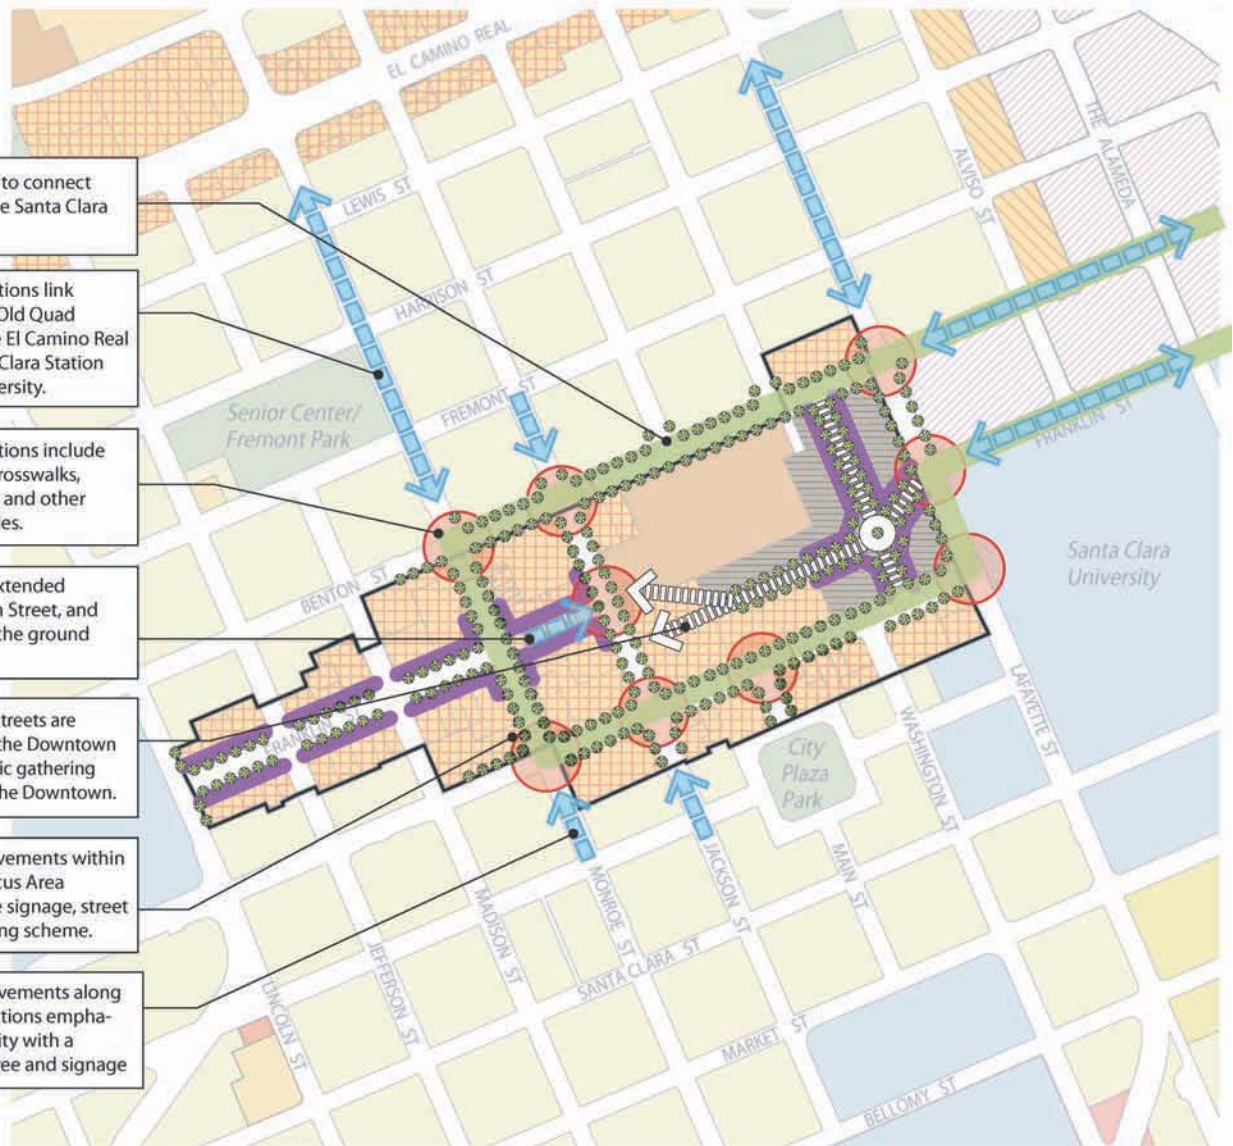 to connect
e Santa Clara
tions link
Old Quad
e El Camino Real
Clara Station
ersity.
tions include
rosswalks,
and other
es.
xtended
n Street, and
the ground
treets are
the Downtown
ic gathering
the Downtown.
vements within
cus Area
e signage, street
ing scheme.
vements along
tions empha-
ity with a
ree and signage
EL CAMINO REAL
LEWIS ST
HARRISON ST
FREMONT ST
BENTON ST
Senior Center/
Fremont Park
ALVISO ST
THE ALAMEDA
FRANKLIN ST
Santa Clara
University
FRANKLIN
City
Plaza
Park
LAFAYETTE ST
WASHINGTON ST
MAIN ST
JACKSON ST
MONROE ST
MADISON ST
JEFFERSON ST
LINCOLN ST
SANTA CLARA ST
MARKET ST
BELLOMY ST